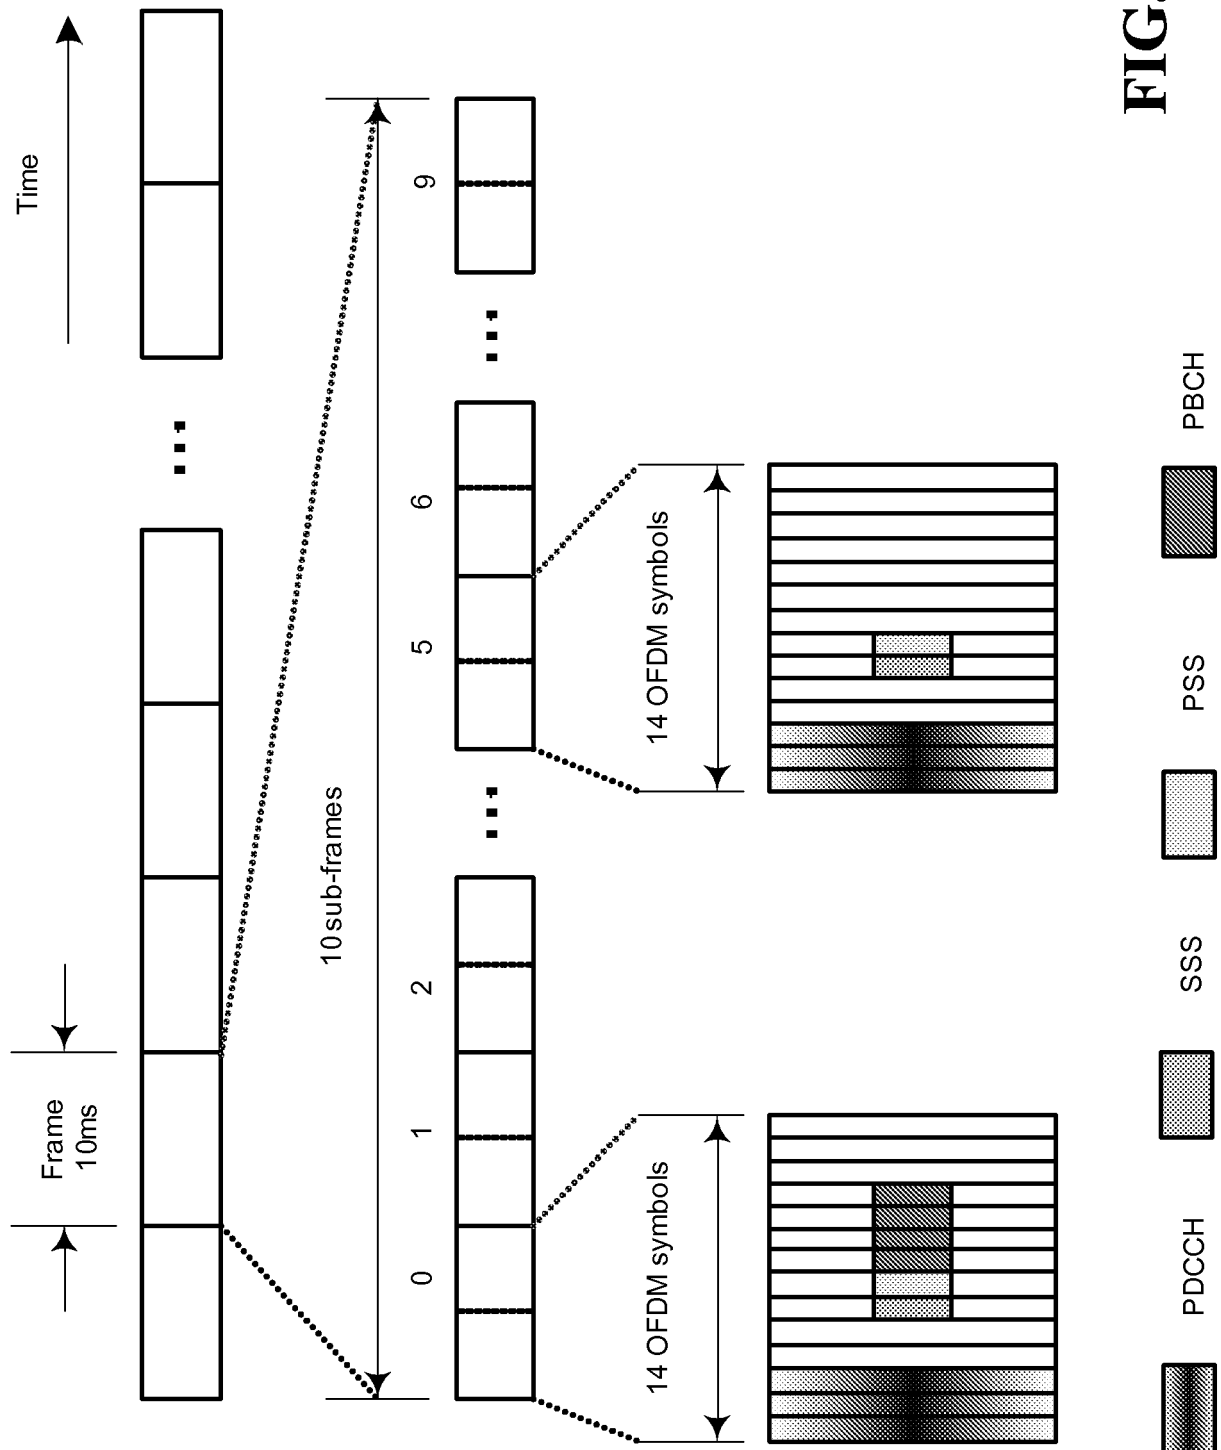 Time
Frame
10ms
10 sub-frames
0
1
2
5
6
9
14 OFDM symbols
14 OFDM symbols
PDCCH
SSS
PSS
PBCH
FIG.